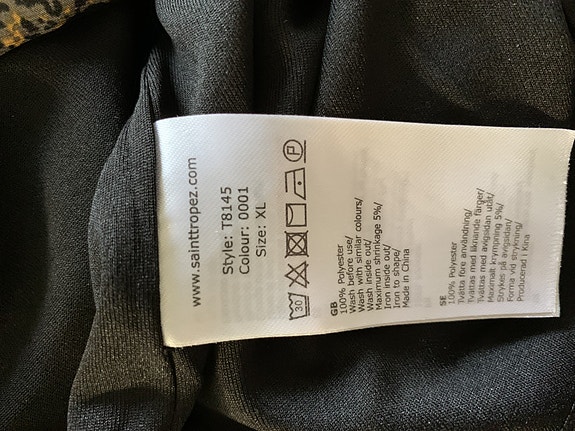 www.sainttropez.com
Style: T8145
Colour: 0001
Size: XL
30
P
GB
100% Polyester
Wash before use/
Wash with similar colours/
Wash inside out/
Maximum shrinkage 5%/
Iron inside out/
Iron to shape/
Made in China
SE
100% Polyester
Tvätta före användning/
Tvättas med liknande färger/
Tvättas med avigsidan utåt/
Maximalt krympning 5%/
Strykes på avigsidan/
Forma vid strykning/
Producerad i Kina